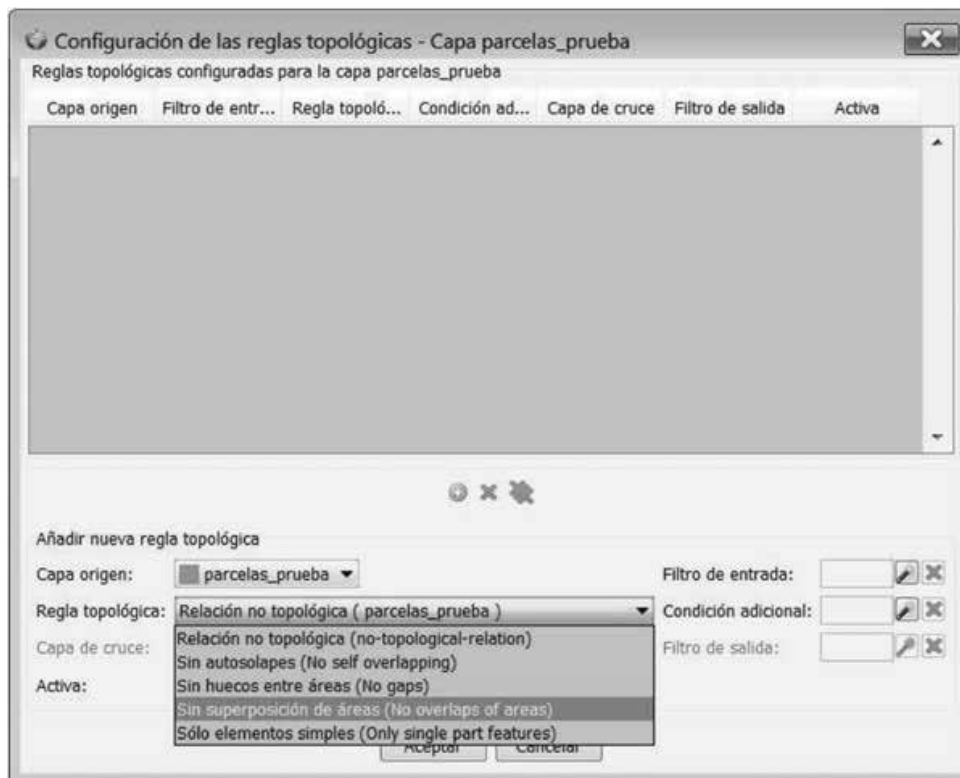 Configuración de las reglas topológicas - Capa parcelas_prueba
Reglas topológicas configuradas para la capa parcelas_prueba
Capa origen Filtro de entr... Regla topoló... Condición ad... Capa de cruce Filtro de salida Activa
Añadir nueva regla topológica
Capa origen: parcelas_prueba Filtro de entrada:
Regla topológica: Relación no topológica ( parcelas_prueba ) Condición adicional:
Relación no topológica (no-topological-relation)
Capa de cruce: Filtro de salida:
Sin autosolapes (No self overlapping)
Activa: Sin huecos entre áreas (No gaps)
Sin superposición de áreas (No overlaps of areas)
Sólo elementos simples (Only single part features)
Aceptar Cancelar